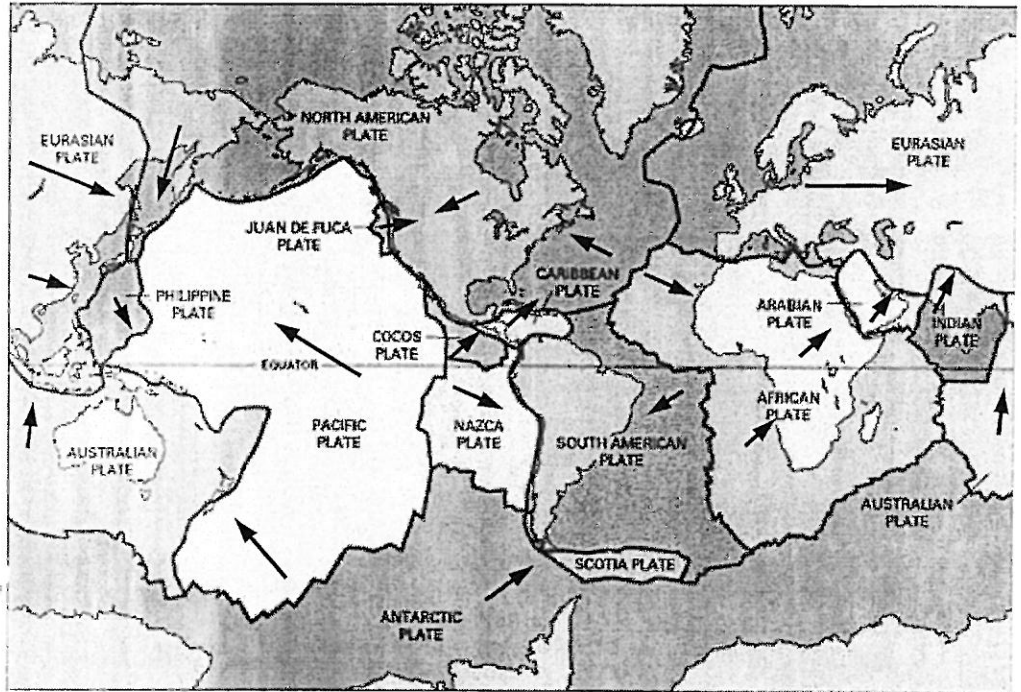 NORTH AMERICAN
PLATE
EURASIAN
PLATE
EURASIAN
PLATE
JUAN DE FUCA
PLATE
CARIBBEAN
PLATE
PHILIPPINE
PLATE
ARABIAN
PLATE
INDIAN
PLATE
COCOS
PLATE
EQUATOR
AFRICAN
PLATE
PACIFIC
PLATE
NAZCA
PLATE
SOUTH AMERICAN
PLATE
AUSTRALIAN
PLATE
AUSTRALIAN
PLATE
SCOTIA PLATE
ANTARCTIC
PLATE